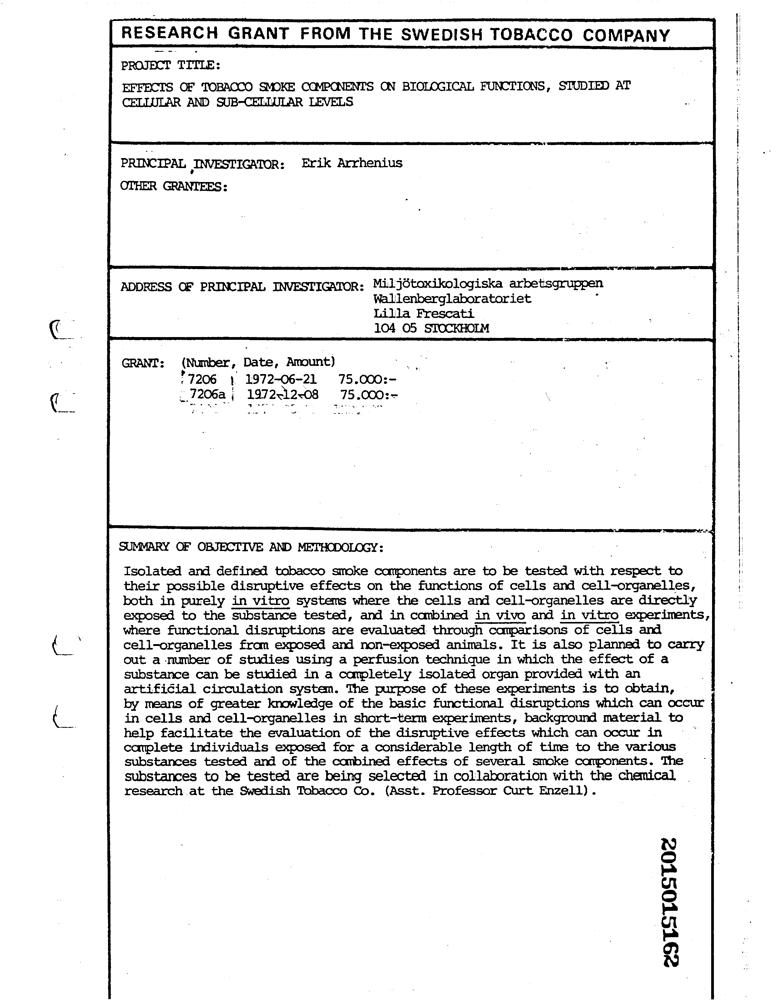 RESEARCH GRANT FROM THE SWEDISH TOBACCO COMPANY
PROJECT TITLE:
EFFECTS OF TOBACCO SMOKE COMPONENTS ON BIOLOGICAL FUNCTIONS, STUDIED AT
CELLULAR AND SUB-CELLULAR LEVELS
PRINCIPAL INVESTIGATOR: Erik Arrhenius
OTHER GRANTEES:
ADDRESS OF PRINCIPAL INVESTIGATOR: Miljötoxikologiska arbetsgruppen
Wallenberglaboratoriet
Lilla Frescati
104 05 STOCKHOLM
GRANT: (Number, Date, Amount)
7206 1972-06-21 75.000:-
7206a 1972-12-08 75.000:-
SUMMARY OF OBJECTIVE AND METHODOLOGY:
Isolated and defined tobacco smoke components are to be tested with respect to
their possible disruptive effects on the functions of cells and cell-organelles,
both in purely in vitro systems where the cells and cell-organelles are directly
exposed to the substance tested, and in combined in vivo and in vitro experiments,
where functional disruptions are evaluated through comparisons of cells and
cell-organelles from exposed and non-exposed animals. It is also planned to carry
out a number of studies using a perfusion technique in which the effect of a
substance can be studied in a completely isolated organ provided with an
artificial circulation system. The purpose of these experiments is to obtain,
by means of greater knowledge of the basic functional disruptions which can occur
in cells and cell-organelles in short-term experiments, background material to
help facilitate the evaluation of the disruptive effects which can occur in
complete individuals exposed for a considerable length of time to the various
substances tested and of the combined effects of several smoke components. The
substances to be tested are being selected in collaboration with the chemical
research at the Swedish Tobacco Co. (Asst. Professor Curt Enzell).
2015015162